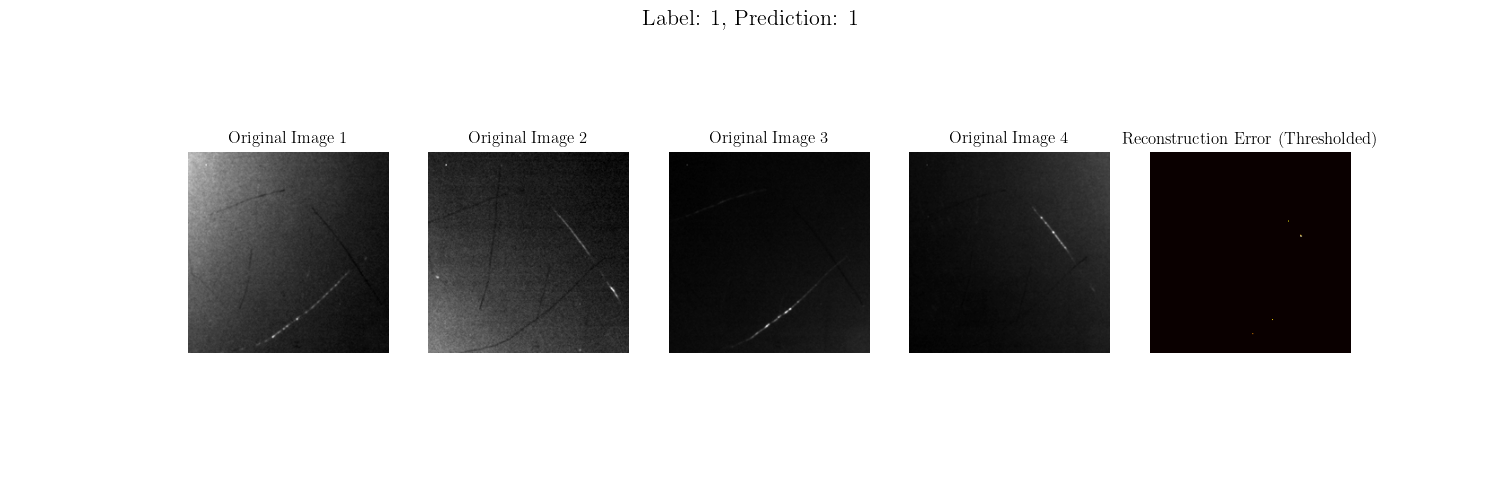 Label: 1, Prediction: 1
Original Image 1
Original Image 2
Original Image 3
Original Image 4
Reconstruction Error (Thresholded)